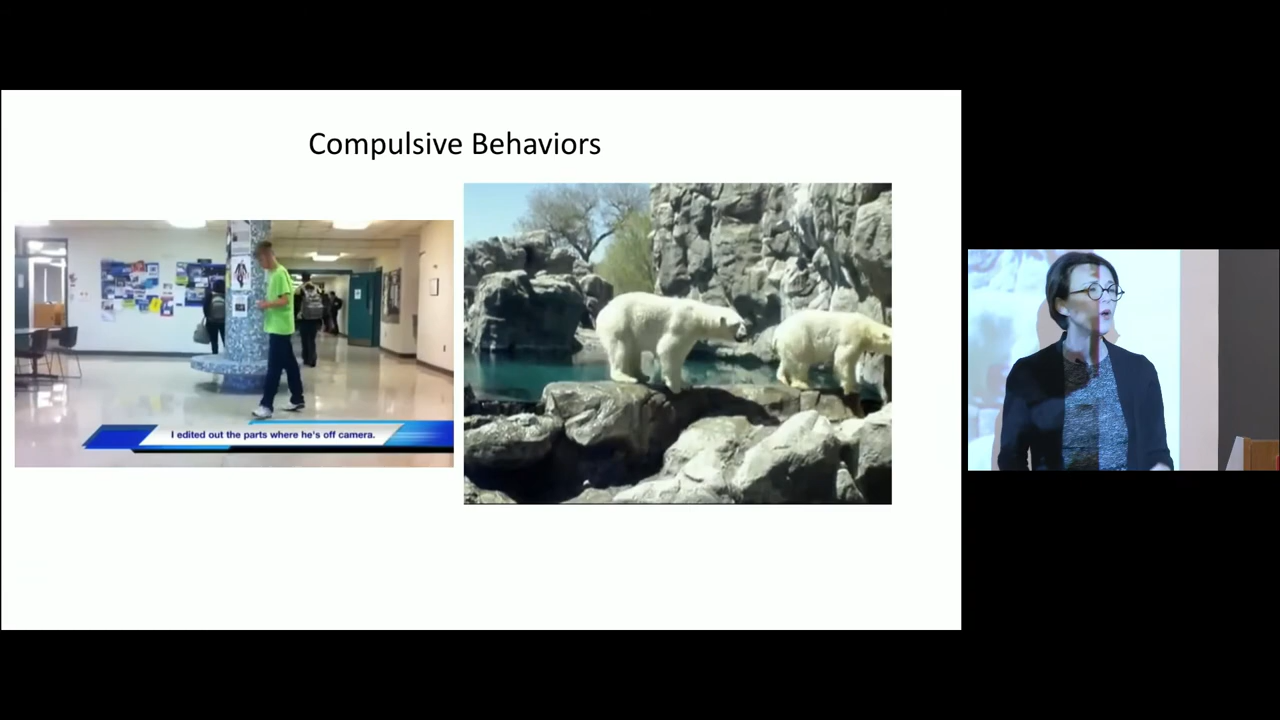 Compulsive Behaviors
I edited out the parts where he's off camera.